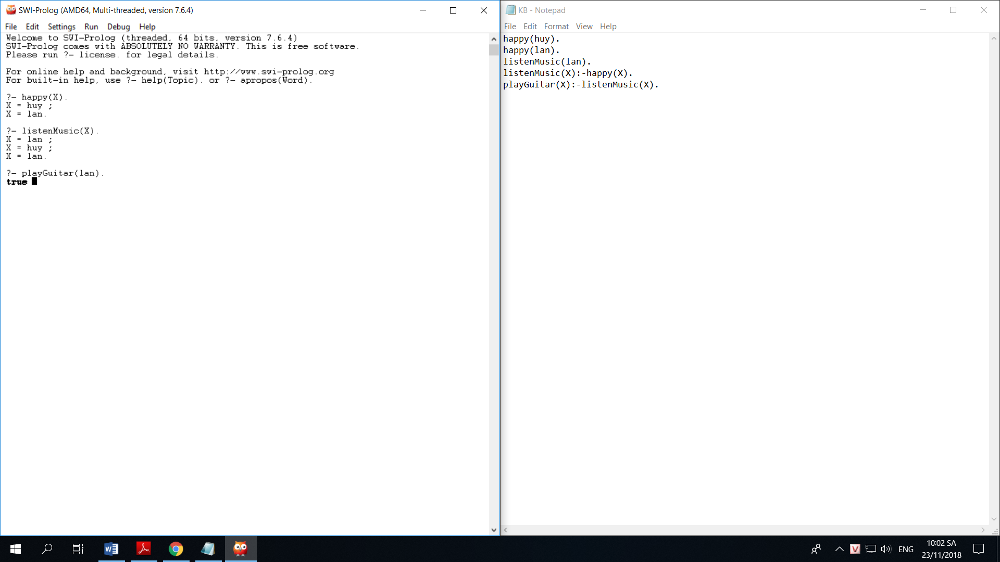 SWI-Prolog (AMD64, Multi-threaded, version 7.6.4)
File Edit Settings Run Debug Help
Welcome to SWI-Prolog (threaded, 64 bits, version 7.6.4)
SWI-Prolog comes with ABSOLUTELY NO WARRANTY. This is free software.
Please run ?- license. for legal details.
For online help and background, visit http://www.swi-prolog.org
For built-in help, use ?- help(Topic). or ?- apropos(Word).
?- happy(X).
X = huy ;
X = lan.
?- listenMusic(X).
X = lan ;
X = huy ;
X = lan.
?- playGuitar(lan).
true
KB - Notepad
File Edit Format View Help
happy(huy).
happy(lan).
listenMusic(lan).
listenMusic(X):-happy(X).
playGuitar(X):-listenMusic(X).
ENG
10:02 SA
23/11/2018